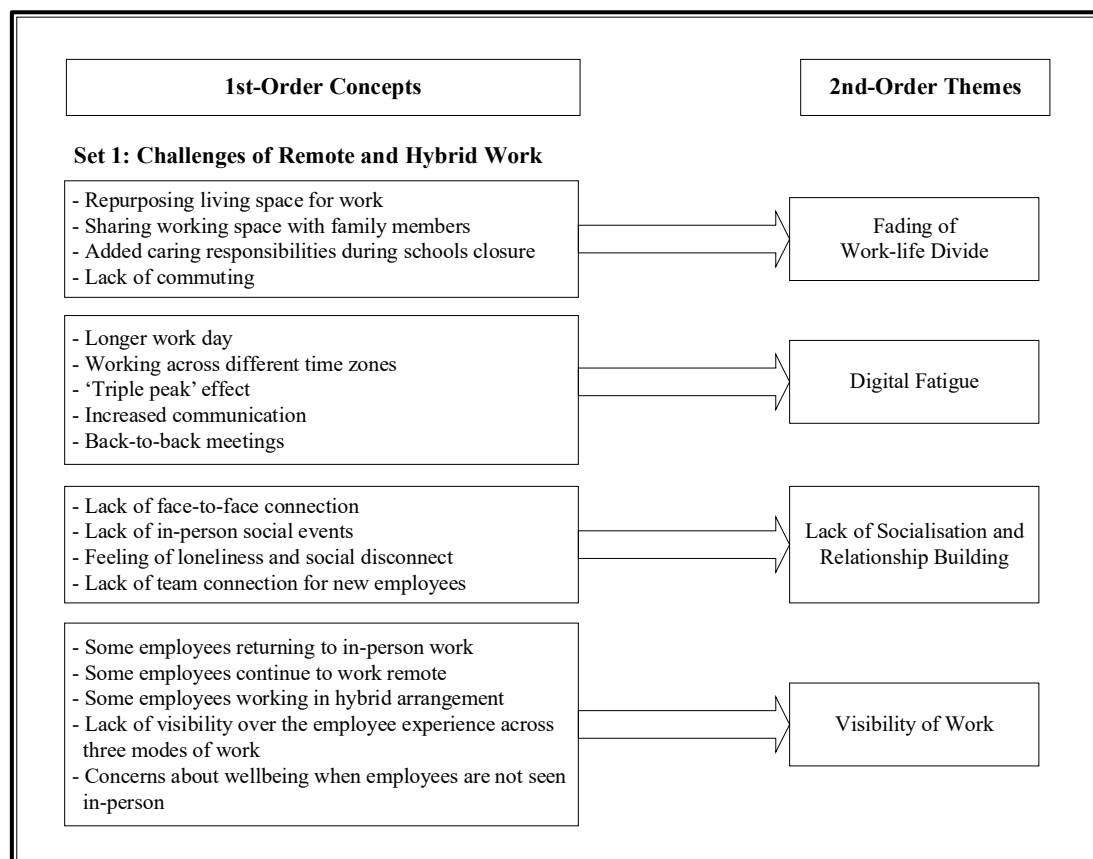 1st-Order Concepts
2nd-Order Themes
Set 1: Challenges of Remote and Hybrid Work
- Repurposing living space for work
- Sharing working space with family members
- Added caring responsibilities during schools closure
- Lack of commuting
Fading of
Work-life Divide
- Longer work day
- Working across different time zones
- ‘Triple peak’ effect
- Increased communication
- Back-to-back meetings
Digital Fatigue
- Lack of face-to-face connection
- Lack of in-person social events
- Feeling of loneliness and social disconnect
- Lack of team connection for new employees
Lack of Socialisation and
Relationship Building
- Some employees returning to in-person work
- Some employees continue to work remote
- Some employees working in hybrid arrangement
- Lack of visibility over the employee experience across
three modes of work
- Concerns about wellbeing when employees are not seen
in-person
Visibility of Work